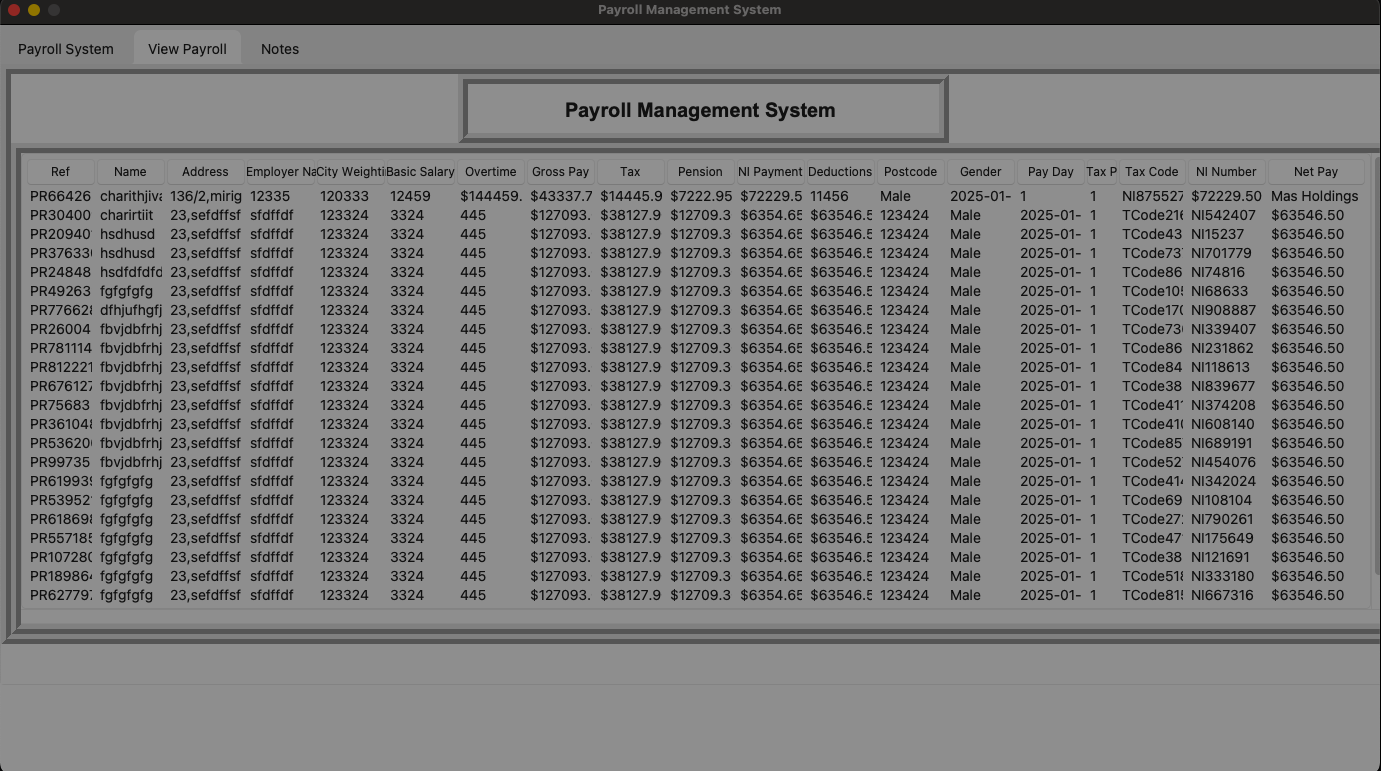 Payroll Management System
Payroll System View Payroll Notes
Payroll Management System
Ref Name Address Employer Na City Weighti Basic Salary Overtime Gross Pay Tax Pension NI Payment Deductions Postcode Gender Pay Day Tax P Tax Code NI Number Net Pay
PR66426 charithjiva 136/2,mirig 12335 120333 12459 $144459. $43337.7 $14445.9 $7222.95 $72229.5 11456 Male 2025-01- 1 1 NI875527 $72229.50 Mas Holdings
PR30400 charirtiit 23,sefdffsf sfdffdf 123324 3324 445 $127093. $38127.9 $12709.3 $6354.65 $63546.5 123424 Male 2025-01- 1 TCode216 NI542407 $63546.50
PR20940 hsdhusd 23,sefdffsf sfdffdf 123324 3324 445 $127093. $38127.9 $12709.3 $6354.65 $63546.5 123424 Male 2025-01- 1 TCode43 NI15237 $63546.50
PR37633 hsdhusd 23,sefdffsf sfdffdf 123324 3324 445 $127093. $38127.9 $12709.3 $6354.65 $63546.5 123424 Male 2025-01- 1 TCode73 NI701779 $63546.50
PR24848 hsdfdfdfd 23,sefdffsf sfdffdf 123324 3324 445 $127093. $38127.9 $12709.3 $6354.65 $63546.5 123424 Male 2025-01- 1 TCode86 NI74816 $63546.50
PR49263 fgfgfgfg 23,sefdffsf sfdffdf 123324 3324 445 $127093. $38127.9 $12709.3 $6354.65 $63546.5 123424 Male 2025-01- 1 TCode105 NI68633 $63546.50
PR776628 dfhjufhgfj 23,sefdffsf sfdffdf 123324 3324 445 $127093. $38127.9 $12709.3 $6354.65 $63546.5 123424 Male 2025-01- 1 TCode170 NI908887 $63546.50
PR26004 fbvjdbfrhj 23,sefdffsf sfdffdf 123324 3324 445 $127093. $38127.9 $12709.3 $6354.65 $63546.5 123424 Male 2025-01- 1 TCode73 NI339407 $63546.50
PR781114 fbvjdbfrhj 23,sefdffsf sfdffdf 123324 3324 445 $127093. $38127.9 $12709.3 $6354.65 $63546.5 123424 Male 2025-01- 1 TCode86 NI231862 $63546.50
PR812221 fbvjdbfrhj 23,sefdffsf sfdffdf 123324 3324 445 $127093. $38127.9 $12709.3 $6354.65 $63546.5 123424 Male 2025-01- 1 TCode84 NI118613 $63546.50
PR676127 fbvjdbfrhj 23,sefdffsf sfdffdf 123324 3324 445 $127093. $38127.9 $12709.3 $6354.65 $63546.5 123424 Male 2025-01- 1 TCode38 NI839677 $63546.50
PR75683 fbvjdbfrhj 23,sefdffsf sfdffdf 123324 3324 445 $127093. $38127.9 $12709.3 $6354.65 $63546.5 123424 Male 2025-01- 1 TCode41 NI374208 $63546.50
PR361048 fbvjdbfrhj 23,sefdffsf sfdffdf 123324 3324 445 $127093. $38127.9 $12709.3 $6354.65 $63546.5 123424 Male 2025-01- 1 TCode410 NI608140 $63546.50
PR53620 fbvjdbfrhj 23,sefdffsf sfdffdf 123324 3324 445 $127093. $38127.9 $12709.3 $6354.65 $63546.5 123424 Male 2025-01- 1 TCode85 NI689191 $63546.50
PR99735 fbvjdbfrhj 23,sefdffsf sfdffdf 123324 3324 445 $127093. $38127.9 $12709.3 $6354.65 $63546.5 123424 Male 2025-01- 1 TCode52 NI454076 $63546.50
PR619939 fgfgfgfg 23,sefdffsf sfdffdf 123324 3324 445 $127093. $38127.9 $12709.3 $6354.65 $63546.5 123424 Male 2025-01- 1 TCode414 NI342024 $63546.50
PR53952 fgfgfgfg 23,sefdffsf sfdffdf 123324 3324 445 $127093. $38127.9 $12709.3 $6354.65 $63546.5 123424 Male 2025-01- 1 TCode69 NI108104 $63546.50
PR618698 fgfgfgfg 23,sefdffsf sfdffdf 123324 3324 445 $127093. $38127.9 $12709.3 $6354.65 $63546.5 123424 Male 2025-01- 1 TCode27 NI790261 $63546.50
PR557185 fgfgfgfg 23,sefdffsf sfdffdf 123324 3324 445 $127093. $38127.9 $12709.3 $6354.65 $63546.5 123424 Male 2025-01- 1 TCode47 NI175649 $63546.50
PR107280 fgfgfgfg 23,sefdffsf sfdffdf 123324 3324 445 $127093. $38127.9 $12709.3 $6354.65 $63546.5 123424 Male 2025-01- 1 TCode38 NI121691 $63546.50
PR189864 fgfgfgfg 23,sefdffsf sfdffdf 123324 3324 445 $127093. $38127.9 $12709.3 $6354.65 $63546.5 123424 Male 2025-01- 1 TCode518 NI333180 $63546.50
PR62779 fgfgfgfg 23,sefdffsf sfdffdf 123324 3324 445 $127093. $38127.9 $12709.3 $6354.65 $63546.5 123424 Male 2025-01- 1 TCode815 NI667316 $63546.50